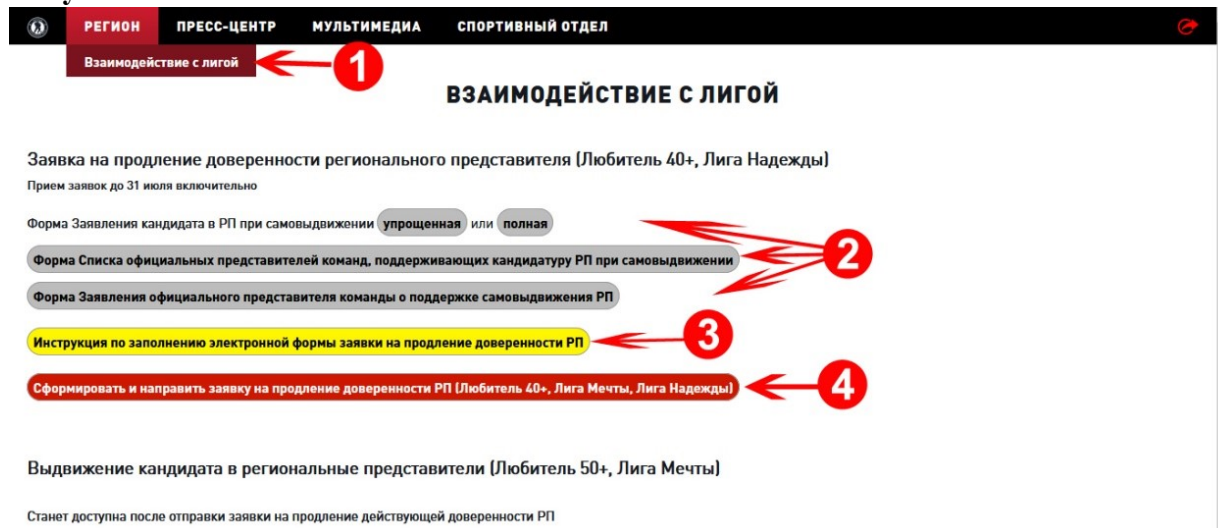 РЕГИОН ПРЕСС-ЦЕНТР МУЛЬТИМЕДИА СПОРТИВНЫЙ ОТДЕЛ
Взаимодействие с лигой 1
ВЗАИМОДЕЙСТВИЕ С ЛИГОЙ
Заявка на продление доверенности регионального представителя (Любитель 40+, Лига Надежды)
Прием заявок до 31 июля включительно
Форма Заявления кандидата в РП при самовыдвижении упрощенная или полная
Форма Списка официальных представителей команд, поддерживающих кандидатуру РП при самовыдвижении 2
Форма Заявления официального представителя команды о поддержке самовыдвижения РП
Инструкция по заполнению электронной формы заявки на продление доверенности РП 3
Сформировать и направить заявку на продление доверенности РП (Любитель 40+, Лига Мечты, Лига Надежды) 4
Выдвижение кандидата в региональные представители (Любитель 50+, Лига Мечты)
Станет доступна после отправки заявки на продление действующей доверенности РП